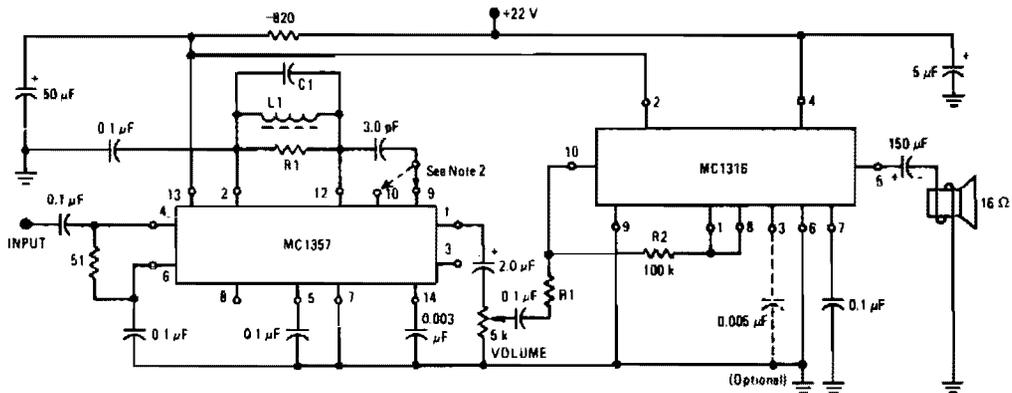 +22 V
820
50 µF
+
5 µF
+
C1
L1
0.1 µF
R1
3.0 pF
See Note 2
2
4
10
MC1316
150 µF
+ -
5
16 Ω
13
2
12
10
9
0.1 µF
4
INPUT
51
6
MC1357
1
3
+
2.0 µF
9
R2
100 k
1
8
3
6
7
8
5
7
14
0.1 µF
0.1 µF
0.003
µF
5 k
VOLUME
0.1 µF
R1
0.005 µF
0.1 µF
(Optional)